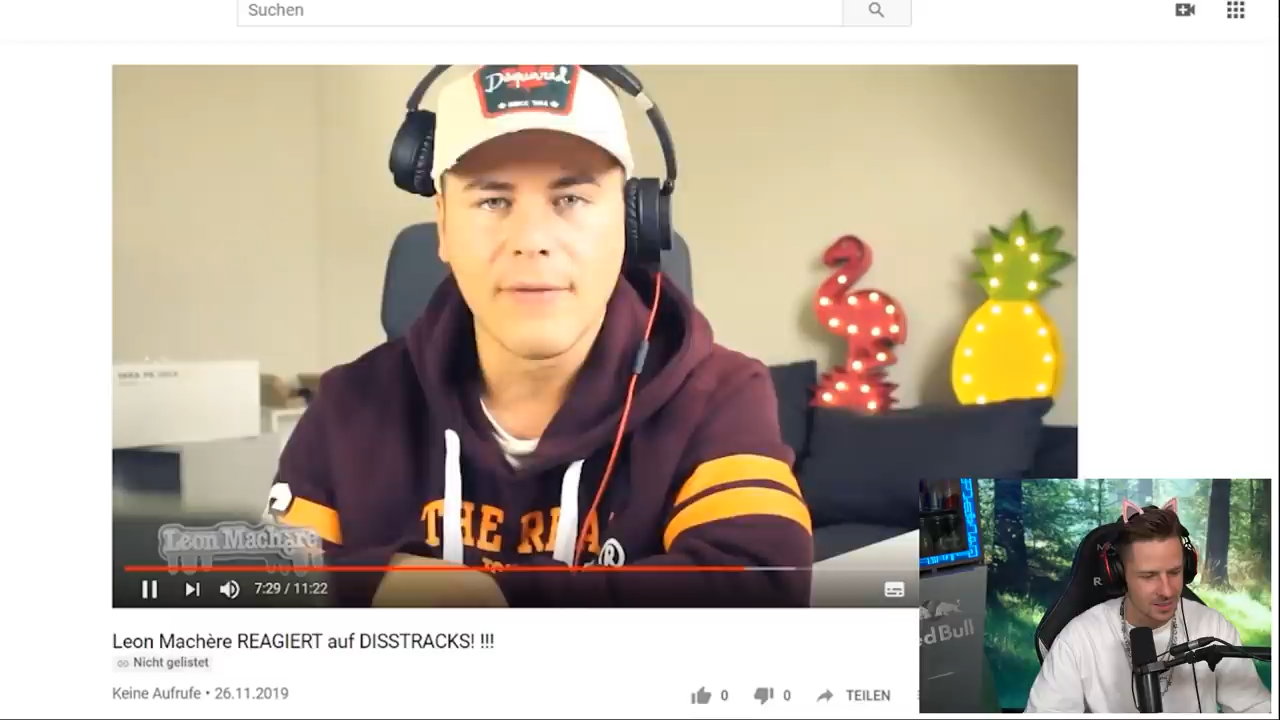 Suchen
Dsquared
THE REA
®
Leon Machère
7:29 / 11:22
Leon Machère REAGIERT auf DISSTRACKS! !!!
Nicht gelistet
Keine Aufrufe • 26.11.2019
0
0
TEILEN
R
edBull